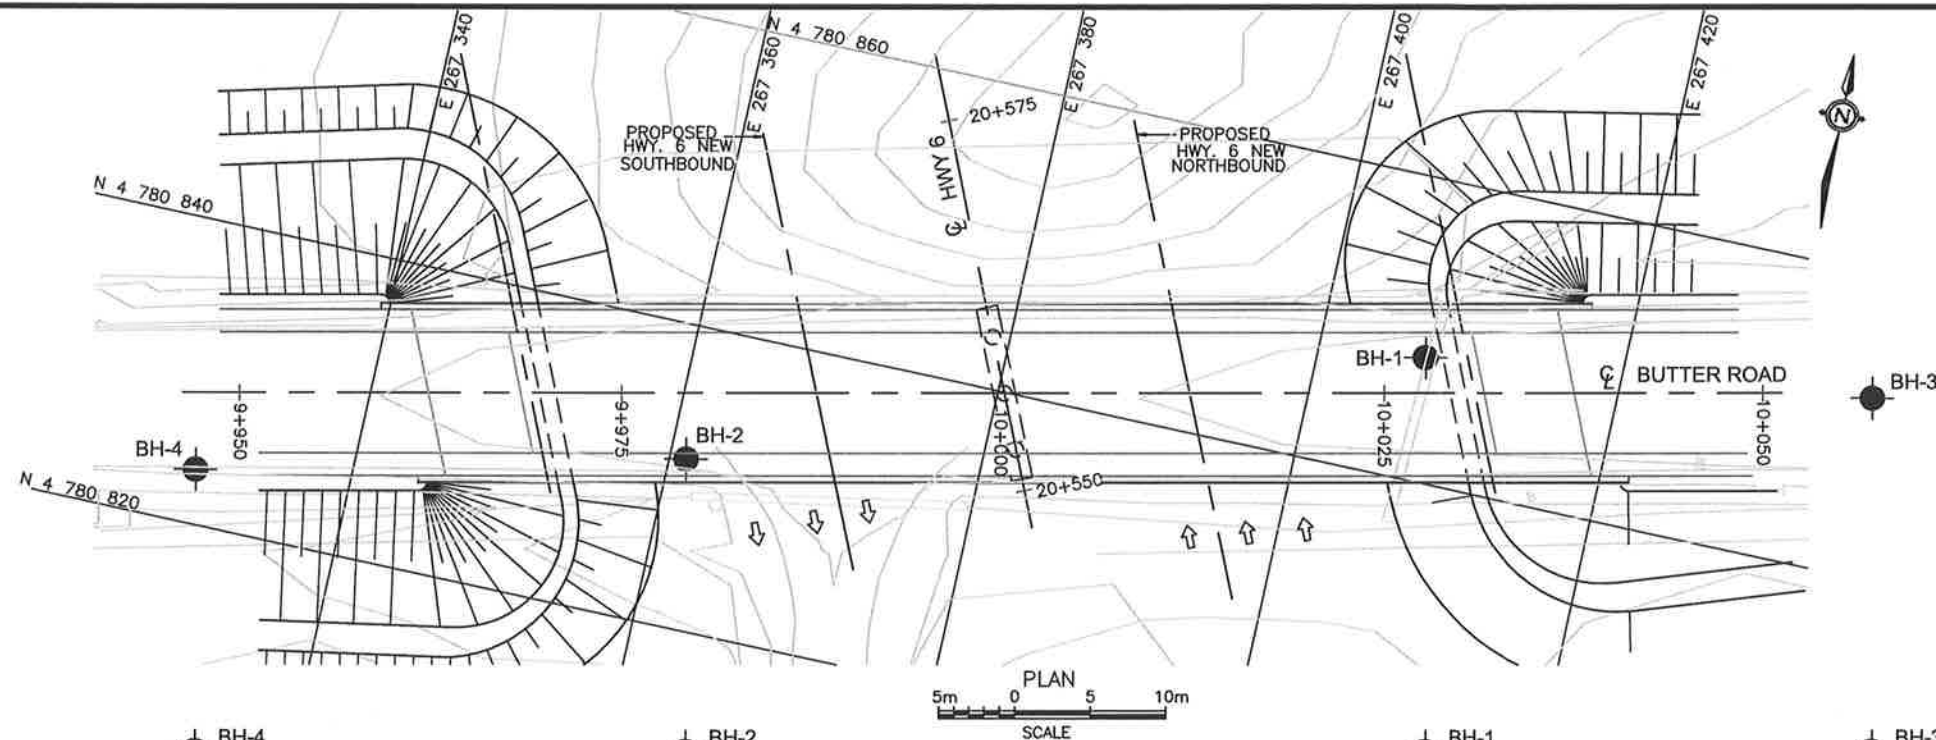 E 267 340
E 267 360
N 4 780 860
E 267 380
E 267 400
E 267 420
20+575
PROPOSED
HWY. 6 NEW
SOUTHBOUND
HWY 6
PROPOSED
HWY. 6 NEW
NORTHBOUND
N
N 4 780 840
BH-1
BUTTER ROAD
BH-3
9+950
9+975
10+000
10+025
10+050
BH-4
BH-2
N 4 780 820
20+550
PLAN
5m 0 5 10m
SCALE
BH-4
BH-2
BH-1
BH-3